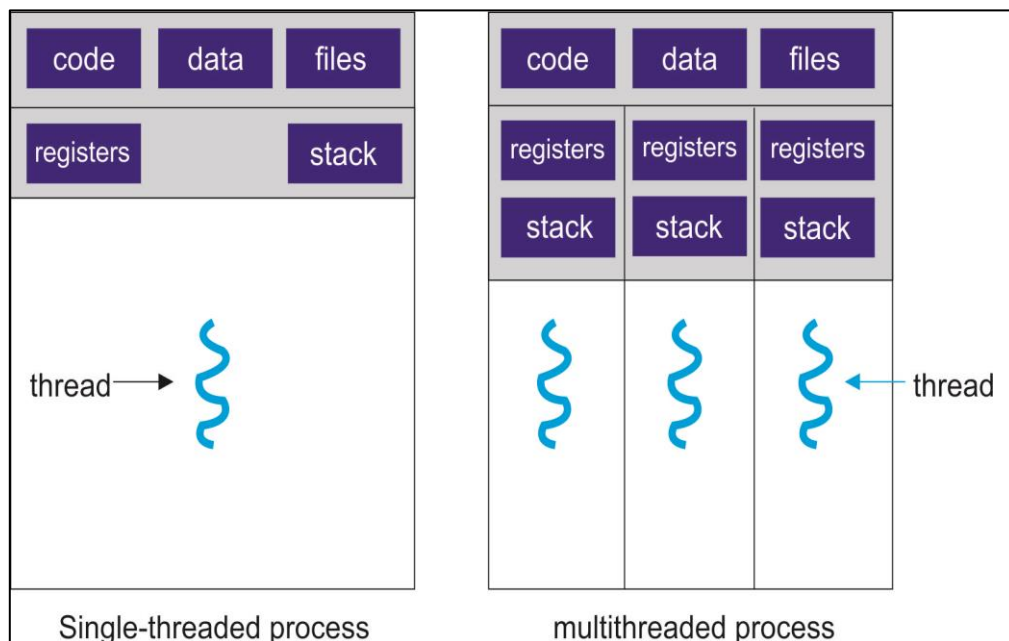 code data files
registers stack
thread
Single-threaded process
code data files
registers registers registers
stack stack stack
thread
multithreaded process